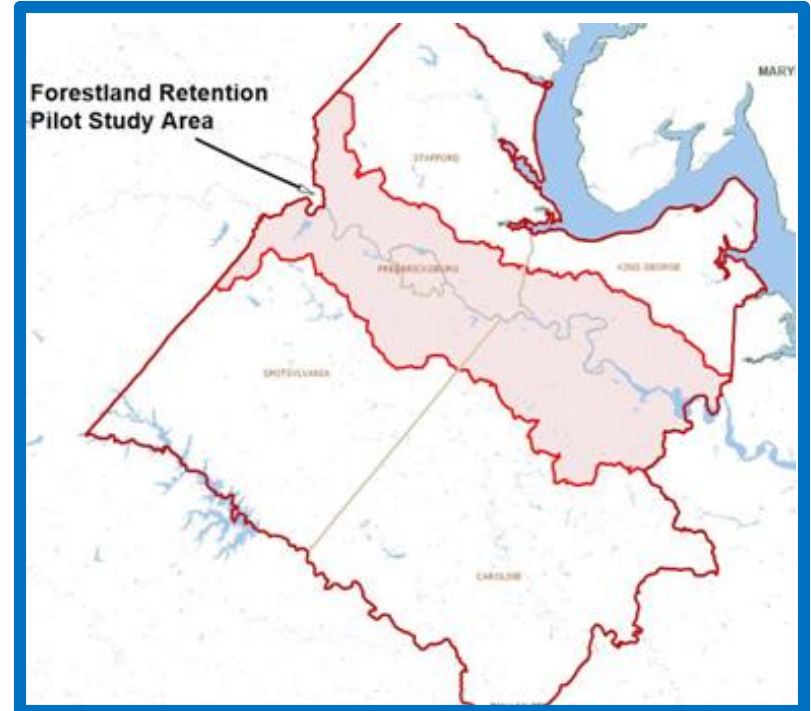 Forestland Retention
Pilot Study Area
MARY
STAFFORD
FREDERICKSBURG
KING GEORGE
SPOTSYLVANIA
CAROLINE